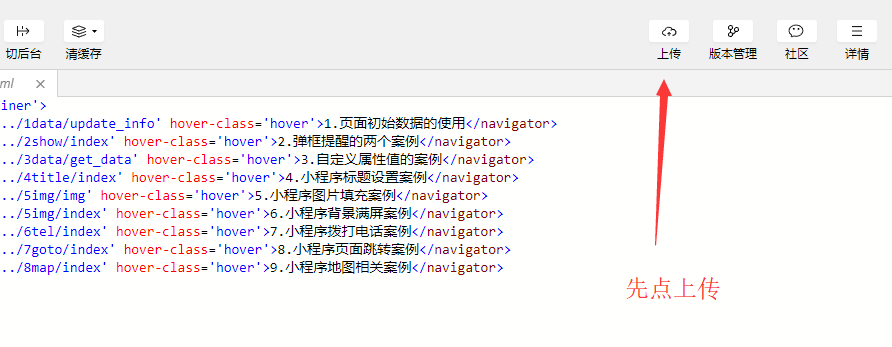 切后台 清缓存 上传 版本管理 社区 详情
ml ×
iner'>
../1data/update_info' hover-class='hover'>1.页面初始数据的使用</navigator>
../2show/index' hover-class='hover'>2.弹框提醒的两个案例</navigator>
../3data/get_data' hover-class='hover'>3.自定义属性值的案例</navigator>
../4title/index' hover-class='hover'>4.小程序标题设置案例</navigator>
../5img/img' hover-class='hover'>5.小程序图片填充案例</navigator>
../5img/index' hover-class='hover'>6.小程序背景满屏案例</navigator>
../6tel/index' hover-class='hover'>7.小程序拨打电话案例</navigator>
../7goto/index' hover-class='hover'>8.小程序页面跳转案例</navigator>
../8map/index' hover-class='hover'>9.小程序地图相关案例</navigator>
先点上传